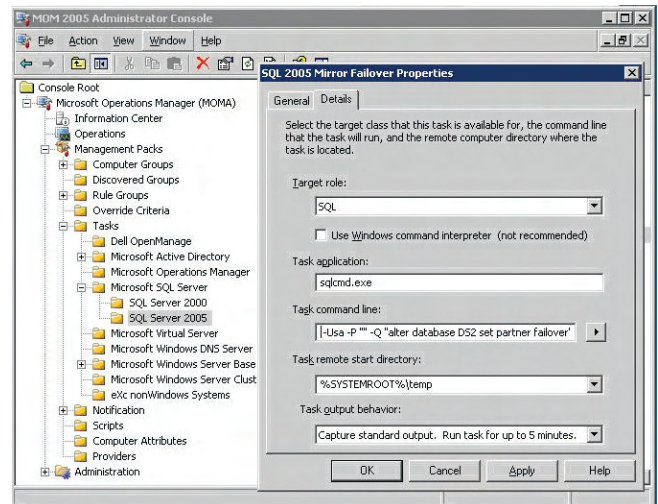 MOM 2005 Administrator Console
File Action View Window Help
Console Root
Microsoft Operations Manager (MOMA)
Information Center
Operations
Management Packs
Computer Groups
Discovered Groups
Rule Groups
Override Criteria
Tasks
Dell OpenManage
Microsoft Active Directory
Microsoft Operations Manager
Microsoft SQL Server
SQL Server 2000
SQL Server 2005
Microsoft Virtual Server
Microsoft Windows DNS Server
Microsoft Windows Server Base
Microsoft Windows Server Clust
eXc nonWindows Systems
Notification
Scripts
Computer Attributes
Providers
Administration
SQL 2005 Mirror Failover Properties
General Details
Select the target class that this task is available for, the command line
that the task will run, and the remote computer directory where the
task is located.
Target role:
SQL
Use Windows command interpreter (not recommended)
Task application:
sqlcmd.exe
Task command line:
-Usa -P "" -Q "alter database DS2 set partner failover'
Task remote start directory:
%SYSTEMROOT%\temp
Task output behavior:
Capture standard output. Run task for up to 5 minutes.
OK Cancel Apply Help